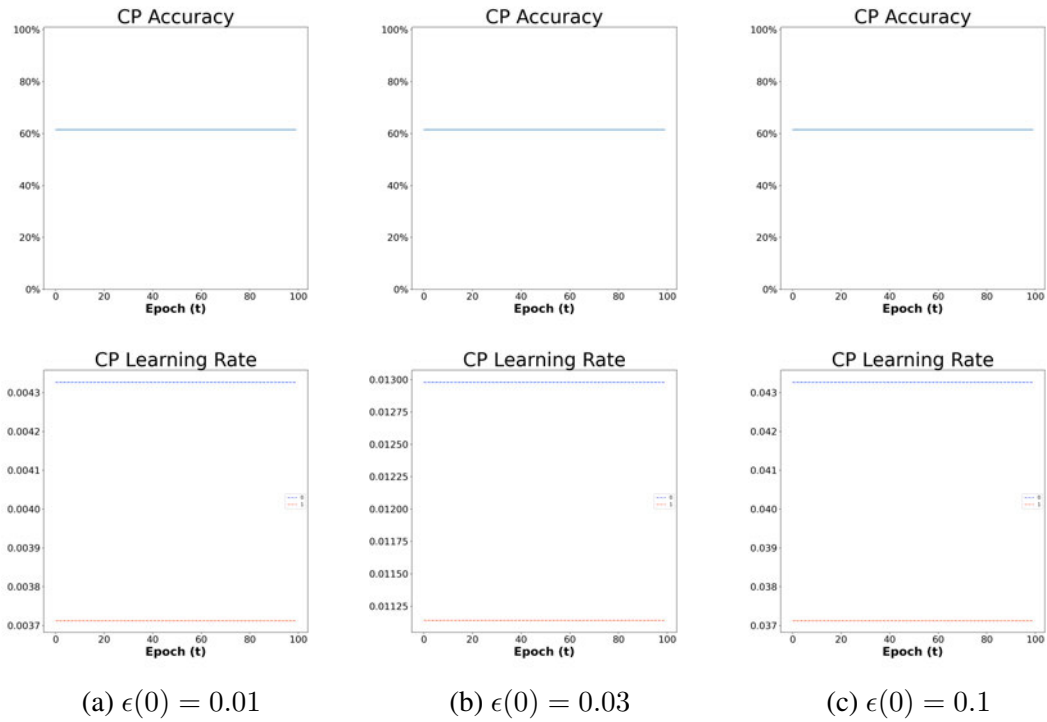 CP Accuracy CP Accuracy CP Accuracy
100% 100% 100%
80% 80% 80%
60% 60% 60%
40% 40% 40%
20% 20% 20%
0% 0% 0%
0 20 40 60 80 100 0 20 40 60 80 100 0 20 40 60 80 100
Epoch (t) Epoch (t) Epoch (t)
CP Learning Rate CP Learning Rate CP Learning Rate
0.0043 0.01300 0.043
0.0042 0.01275 0.042
0.0041 0.01250 0.041
0.0040 0.01225 0.040
0.0039 0.01200 0.039
0.0038 0.01175 0.038
0.0037 0.01150 0.037
0.01125
0 20 40 60 80 100 0 20 40 60 80 100 0 20 40 60 80 100
Epoch (t) Epoch (t) Epoch (t)
(a) ϵ(0) = 0.01 (b) ϵ(0) = 0.03 (c) ϵ(0) = 0.1